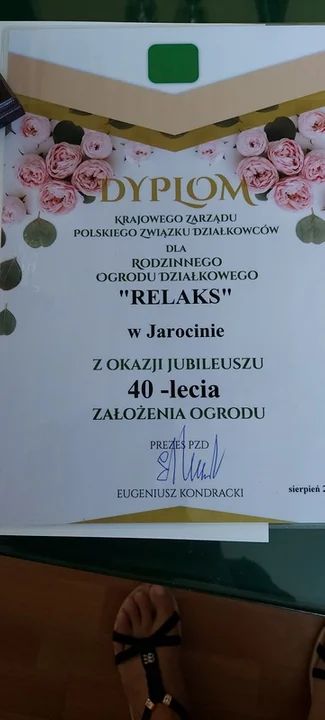 DYPLOM
KRAJOWEGO ZARZĄDU
POLSKIEGO ZWIĄZKU DZIAŁKOWCÓW
DLA
RODZINNEGO
OGRODU DZIAŁKOWEGO
"RELAKS"
w Jarocinie
Z OKAZJI JUBILEUSZU
40 -lecia
ZAŁOŻENIA OGRODU
PREZES PZD
EUGENIUSZ KONDRACKI
sierpień 2